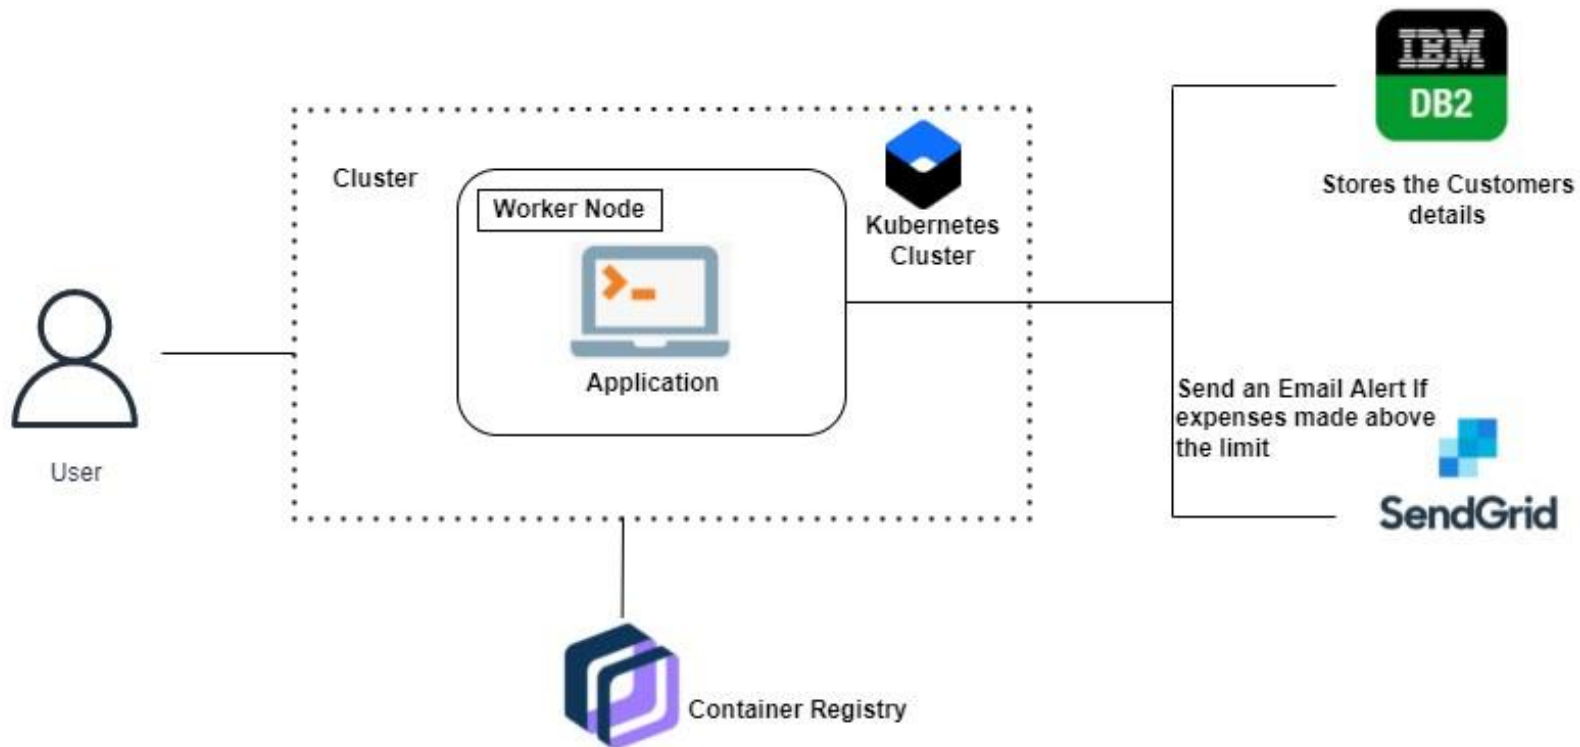 IBM
DB2
Stores the Customers
details
Cluster
Worker Node
Kubernetes
Cluster
Application
User
Send an Email Alert If
expenses made above
the limit
SendGrid
Container Registry